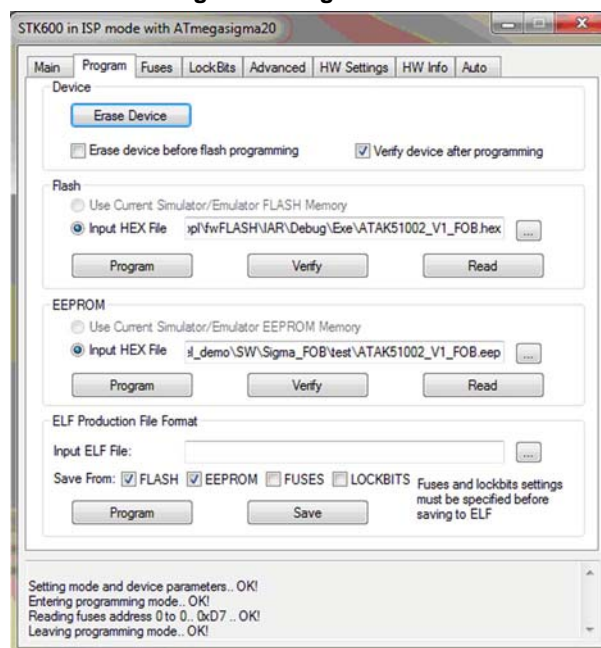 STK600 in ISP mode with ATmegasigma20
Main Program Fuses LockBits Advanced HW Settings HW Info Auto
Device
Erase Device
Erase device before flash programming Verify device after programming
Flash
Use Current Simulator/Emulator FLASH Memory
Input HEX File ɔpl\fwFLASH\IAR\Debug\Exe\ATAK51002_V1_FOB.hex ...
Program Verify Read
EEPROM
Use Current Simulator/Emulator EEPROM Memory
Input HEX File el_demo\SW\Sigma_FOB\test\ATAK51002_V1_FOB.eep ...
Program Verify Read
ELF Production File Format
Input ELF File: ...
Save From: FLASH EEPROM FUSES LOCKBITS
Fuses and lockbits settings
must be specified before
saving to ELF
Program Save
Setting mode and device parameters.. OK!
Entering programming mode.. OK!
Reading fuses address 0 to 0.. 0xD7 .. OK!
Leaving programming mode.. OK!